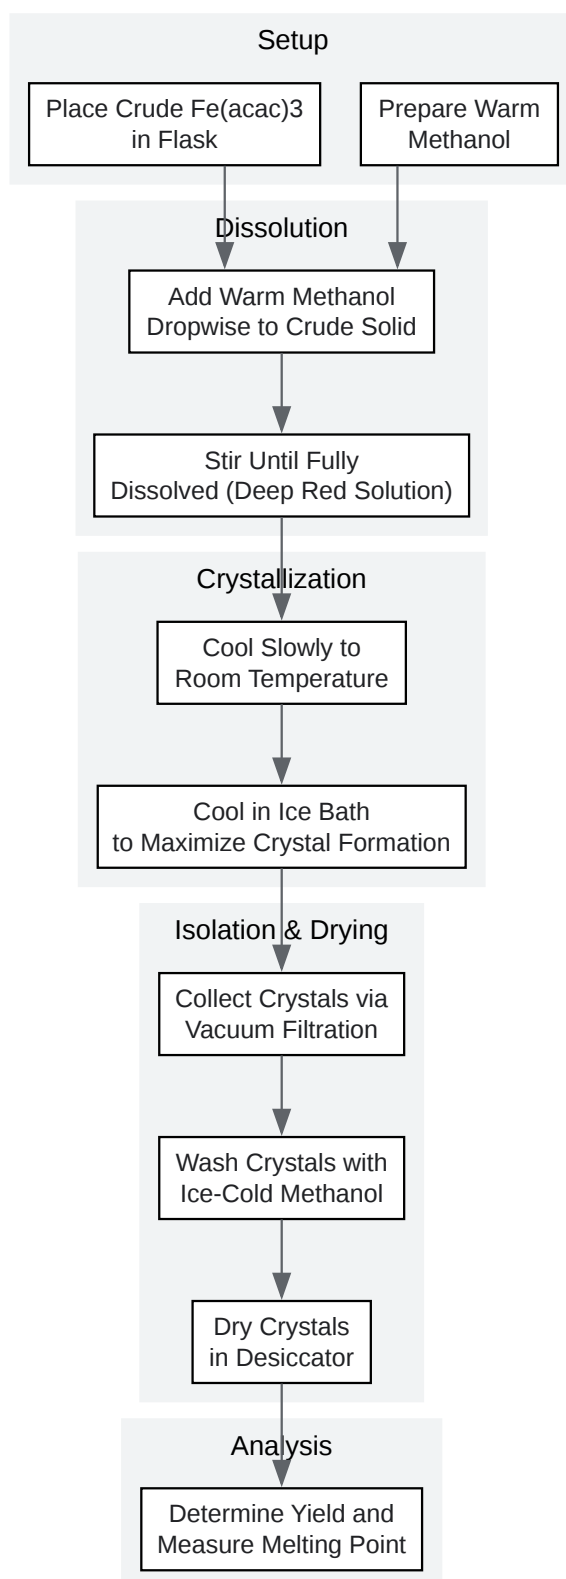 Setup
Place Crude Fe(acac)3
in Flask
Prepare Warm
Methanol
Dissolution
Add Warm Methanol
Dropwise to Crude Solid
Stir Until Fully
Dissolved (Deep Red Solution)
Crystallization
Cool Slowly to
Room Temperature
Cool in Ice Bath
to Maximize Crystal Formation
Isolation & Drying
Collect Crystals via
Vacuum Filtration
Wash Crystals with
Ice-Cold Methanol
Dry Crystals
in Desiccator
Analysis
Determine Yield and
Measure Melting Point